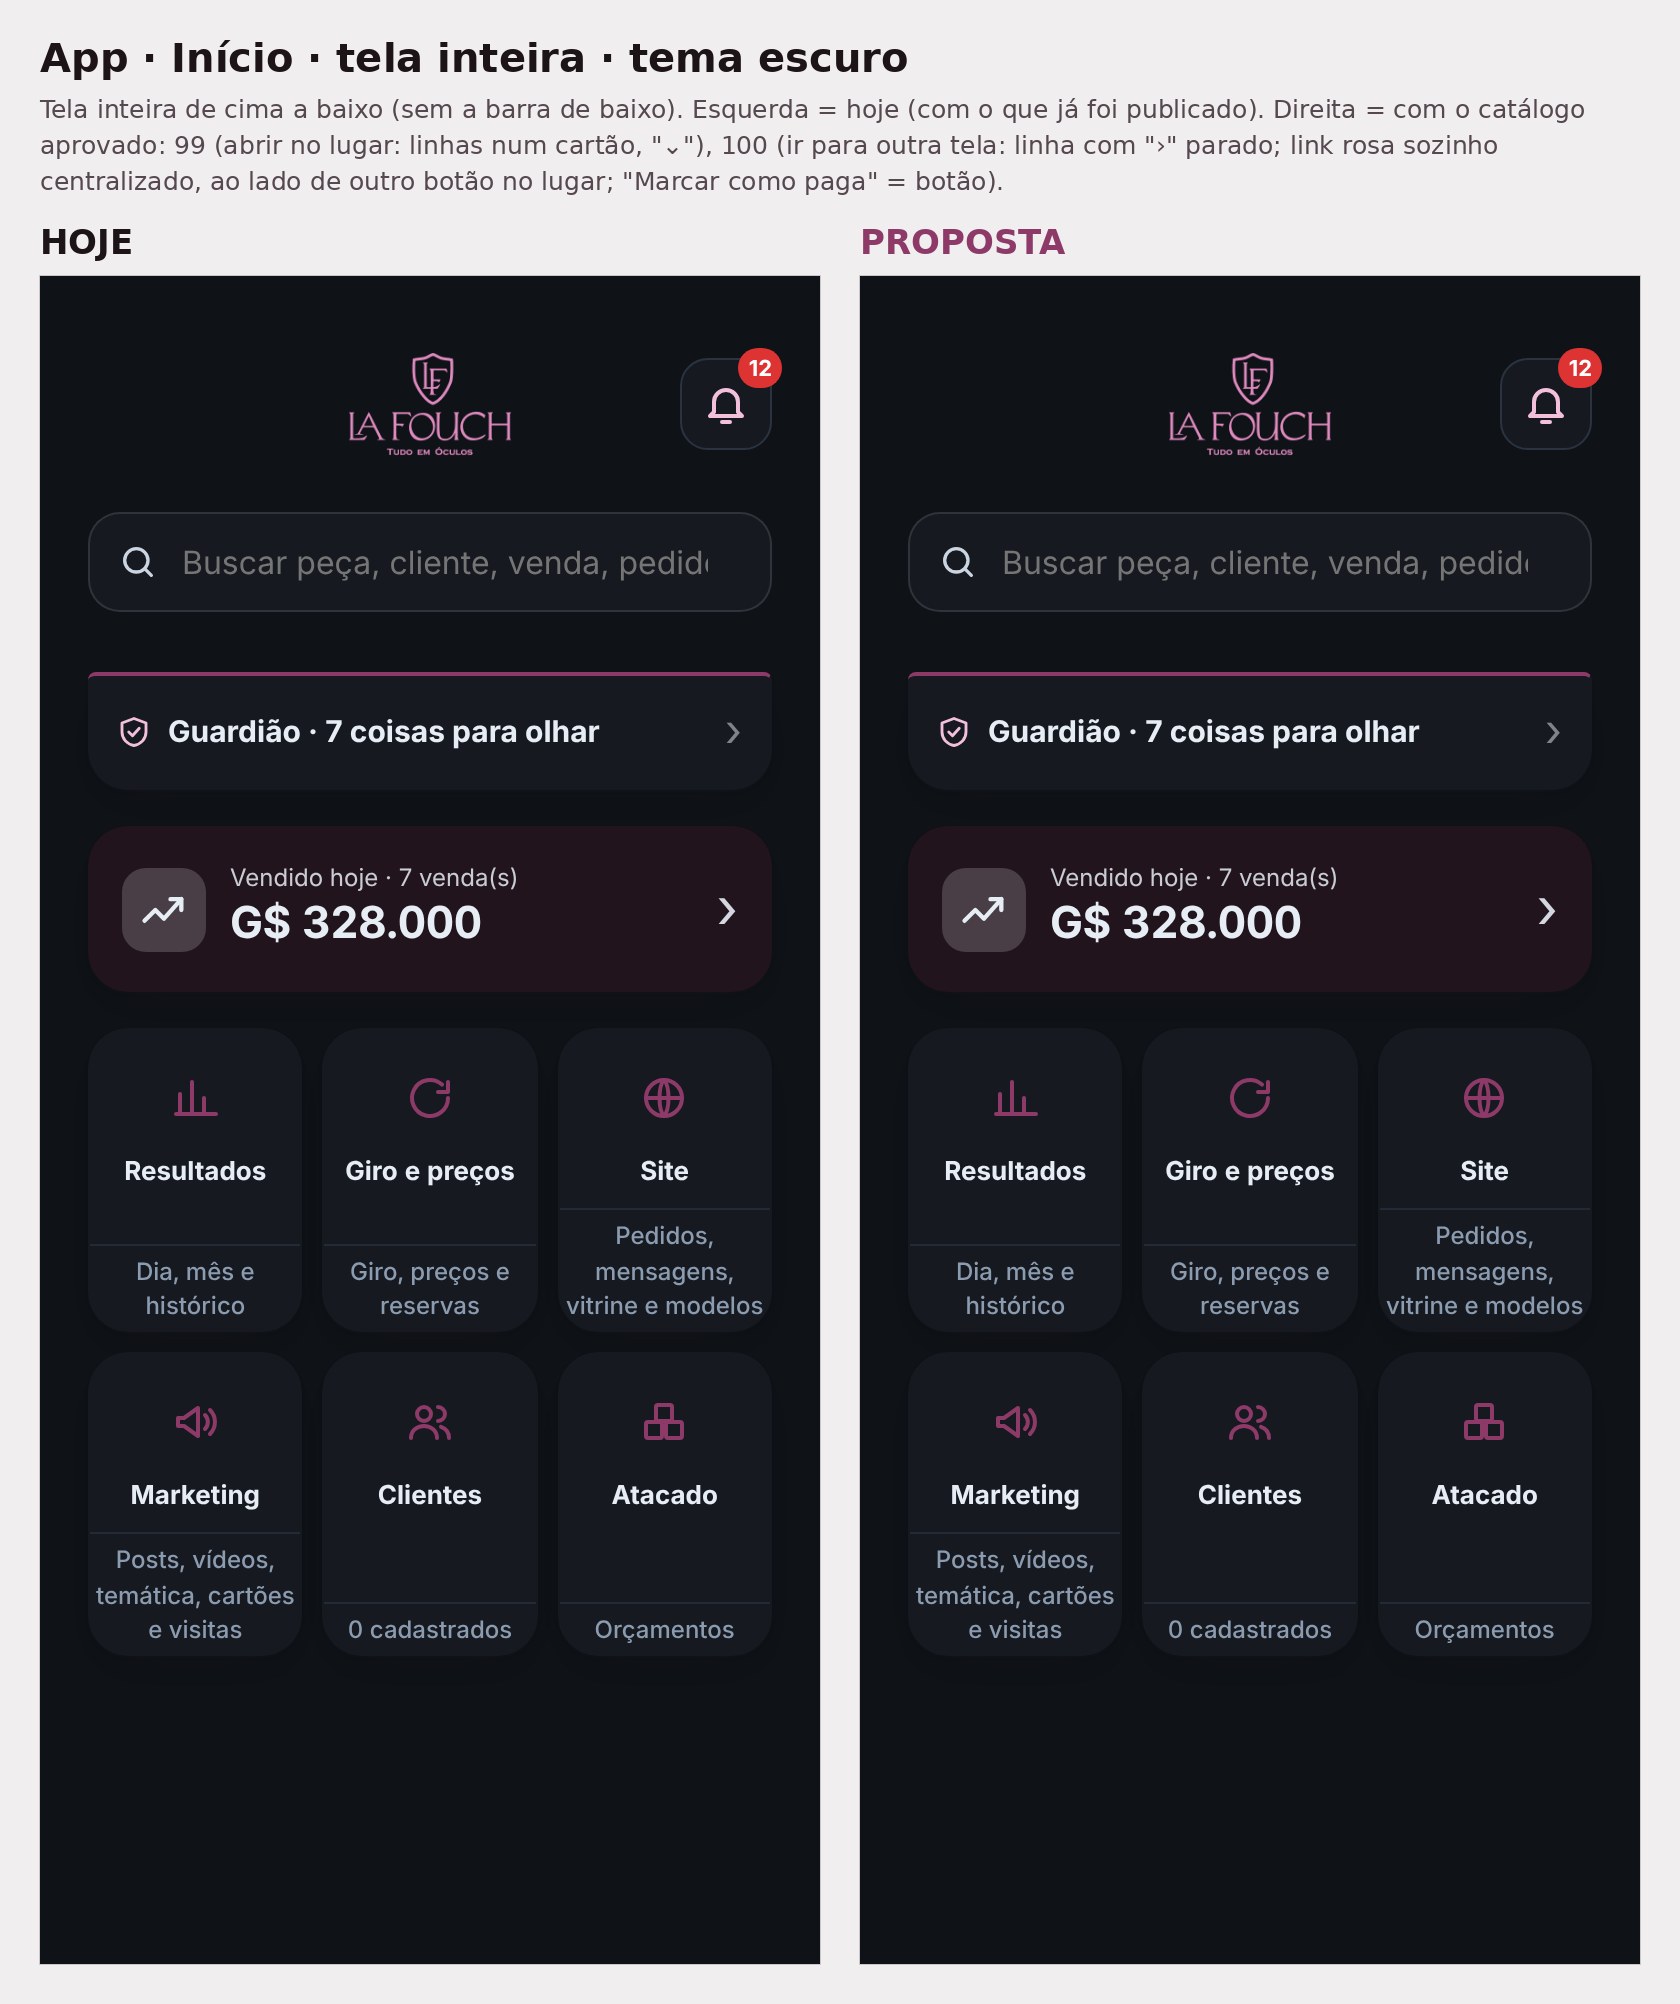 App · Início · tela inteira · tema escuro
Tela inteira de cima a baixo (sem a barra de baixo). Esquerda = hoje (com o que já foi publicado). Direita = com o catálogo
aprovado: 99 (abrir no lugar: linhas num cartão, "⌄"), 100 (ir para outra tela: linha com "›" parado; link rosa sozinho
centralizado, ao lado de outro botão no lugar; "Marcar como paga" = botão).
HOJE
12
LF
LA FOUCH
TUDO EM ÓCULOS
Buscar peça, cliente, venda, pedid
Guardião · 7 coisas para olhar ›
Vendido hoje · 7 venda(s)
G$ 328.000 ›
Resultados
Dia, mês e
histórico
Giro e preços
Giro, preços e
reservas
Site
Pedidos,
mensagens,
vitrine e modelos
Marketing
Posts, vídeos,
temática, cartões
e visitas
Clientes
0 cadastrados
Atacado
Orçamentos
PROPOSTA
12
LF
LA FOUCH
TUDO EM ÓCULOS
Buscar peça, cliente, venda, pedid
Guardião · 7 coisas para olhar ›
Vendido hoje · 7 venda(s)
G$ 328.000 ›
Resultados
Dia, mês e
histórico
Giro e preços
Giro, preços e
reservas
Site
Pedidos,
mensagens,
vitrine e modelos
Marketing
Posts, vídeos,
temática, cartões
e visitas
Clientes
0 cadastrados
Atacado
Orçamentos